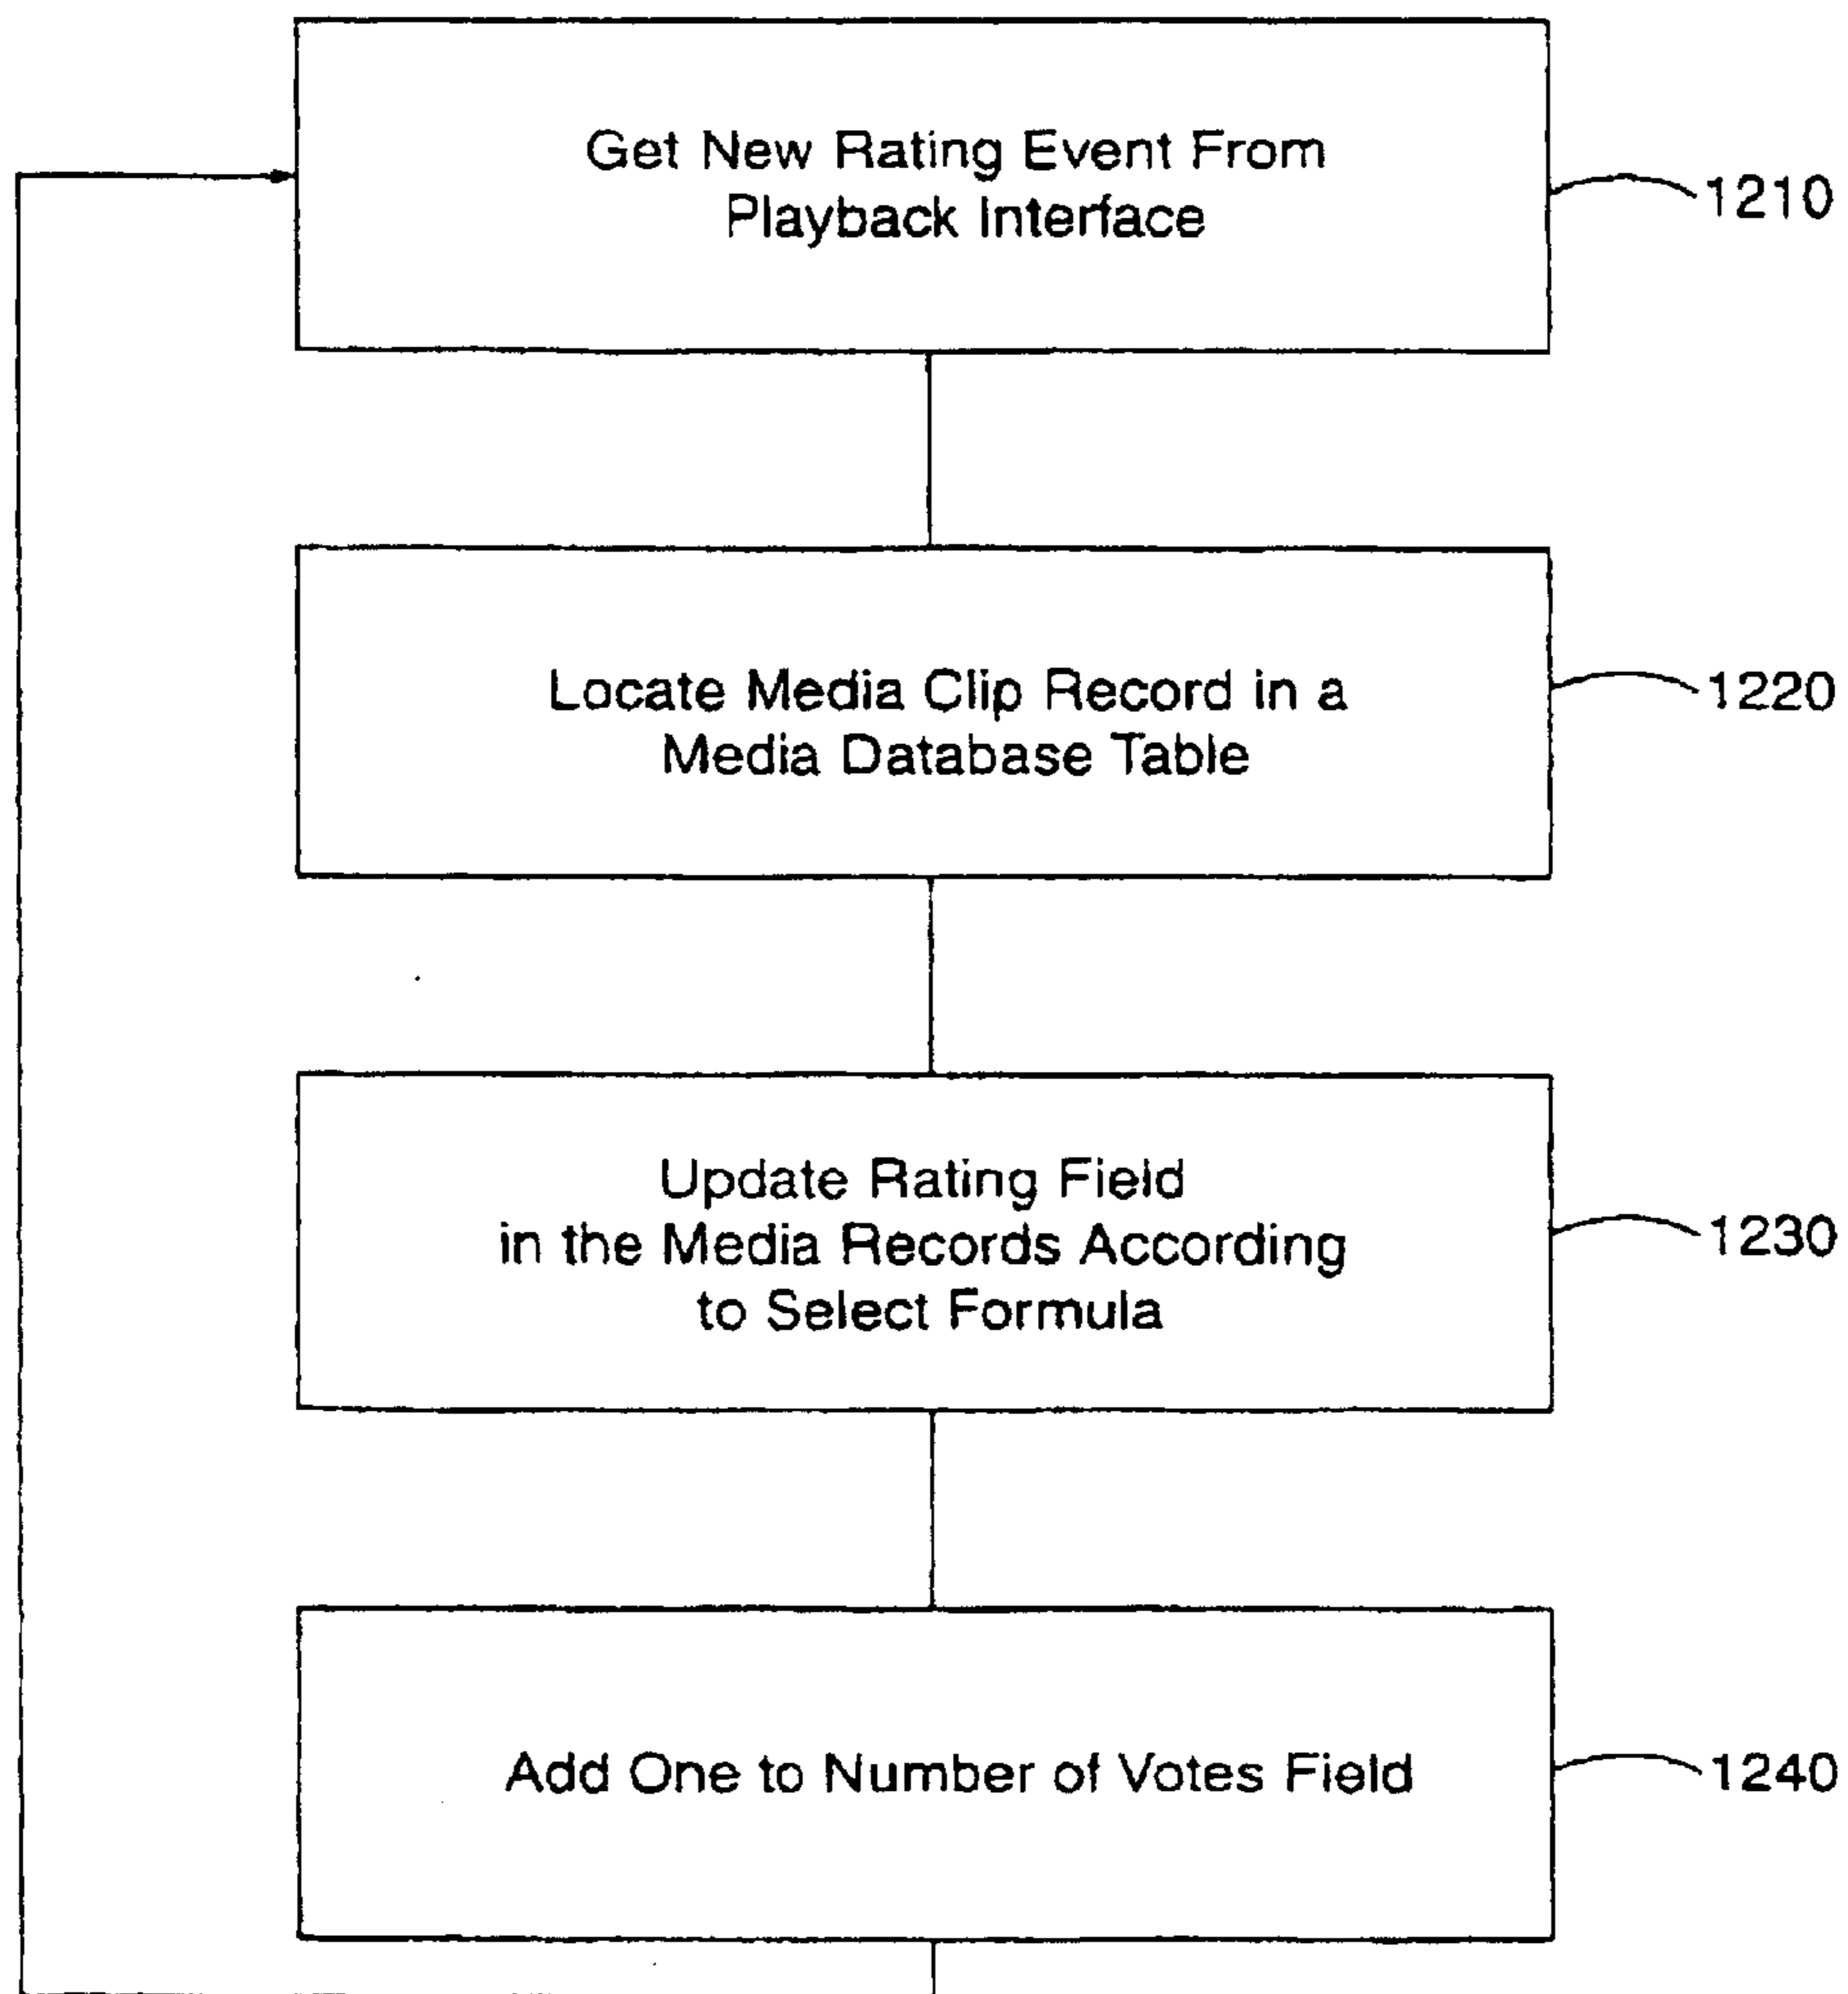 Get New Rating Event From
Playback Interface
1210
Locate Media Clip Record in a
Media Database Table
1220
Update Rating Field
in the Media Records According
to Select Formula
1230
Add One to Number of Votes Field
1240